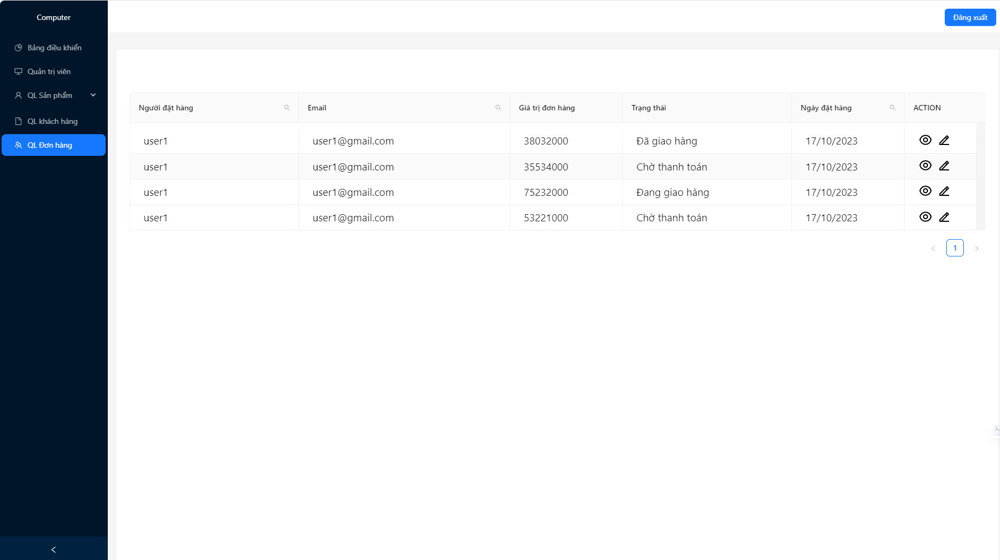 Computer
Đăng xuất
Bảng điều khiển
Quản trị viên
QL Sản phẩm
QL khách hàng
QL Đơn hàng
Người đặt hàng Email Giá trị đơn hàng Trạng thái Ngày đặt hàng ACTION
user1 user1@gmail.com 38032000 Đã giao hàng 17/10/2023
user1 user1@gmail.com 35534000 Chờ thanh toán 17/10/2023
user1 user1@gmail.com 75232000 Đang giao hàng 17/10/2023
user1 user1@gmail.com 53221000 Chờ thanh toán 17/10/2023
1